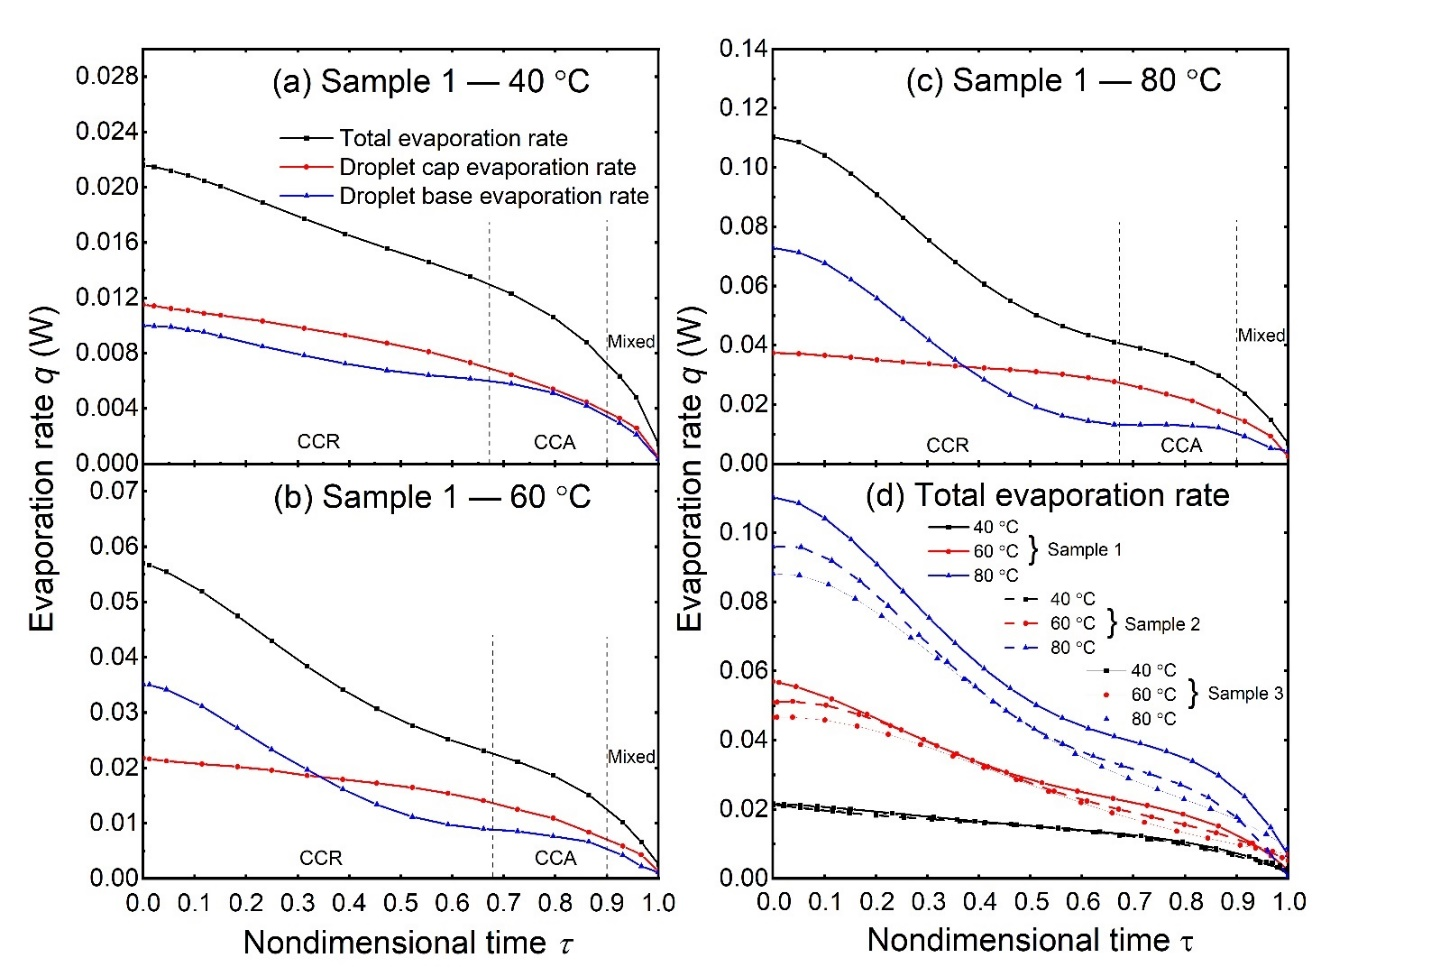 (a) Sample 1 — 40 °C
Total evaporation rate
Droplet cap evaporation rate
Droplet base evaporation rate
0.028
0.024
0.020
0.016
0.012
0.008
0.004
0.000
CCR
CCA
Mixed
(b) Sample 1 — 60 °C
0.07
0.06
0.05
0.04
0.03
0.02
0.01
0.00
CCR
CCA
Mixed
0.0 0.1 0.2 0.3 0.4 0.5 0.6 0.7 0.8 0.9 1.0
Nondimensional time τ
Evaporation rate q (W)
(c) Sample 1 — 80 °C
0.14
0.12
0.10
0.08
0.06
0.04
0.02
0.00
CCR
CCA
Mixed
(d) Total evaporation rate
40 °C
60 °C } Sample 1
80 °C
40 °C
60 °C } Sample 2
80 °C
40 °C
60 °C } Sample 3
80 °C
0.10
0.08
0.06
0.04
0.02
0.00
0.0 0.1 0.2 0.3 0.4 0.5 0.6 0.7 0.8 0.9 1.0
Nondimensional time τ
Evaporation rate q (W)